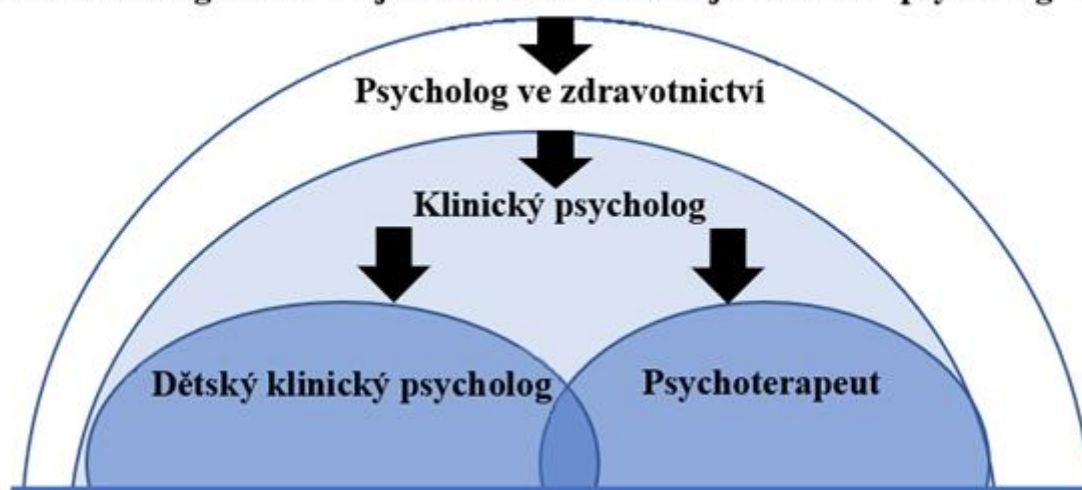 Psycholog ve zdravotnictví
Klinický psycholog
Dětský klinický psycholog
Psychoterapeut